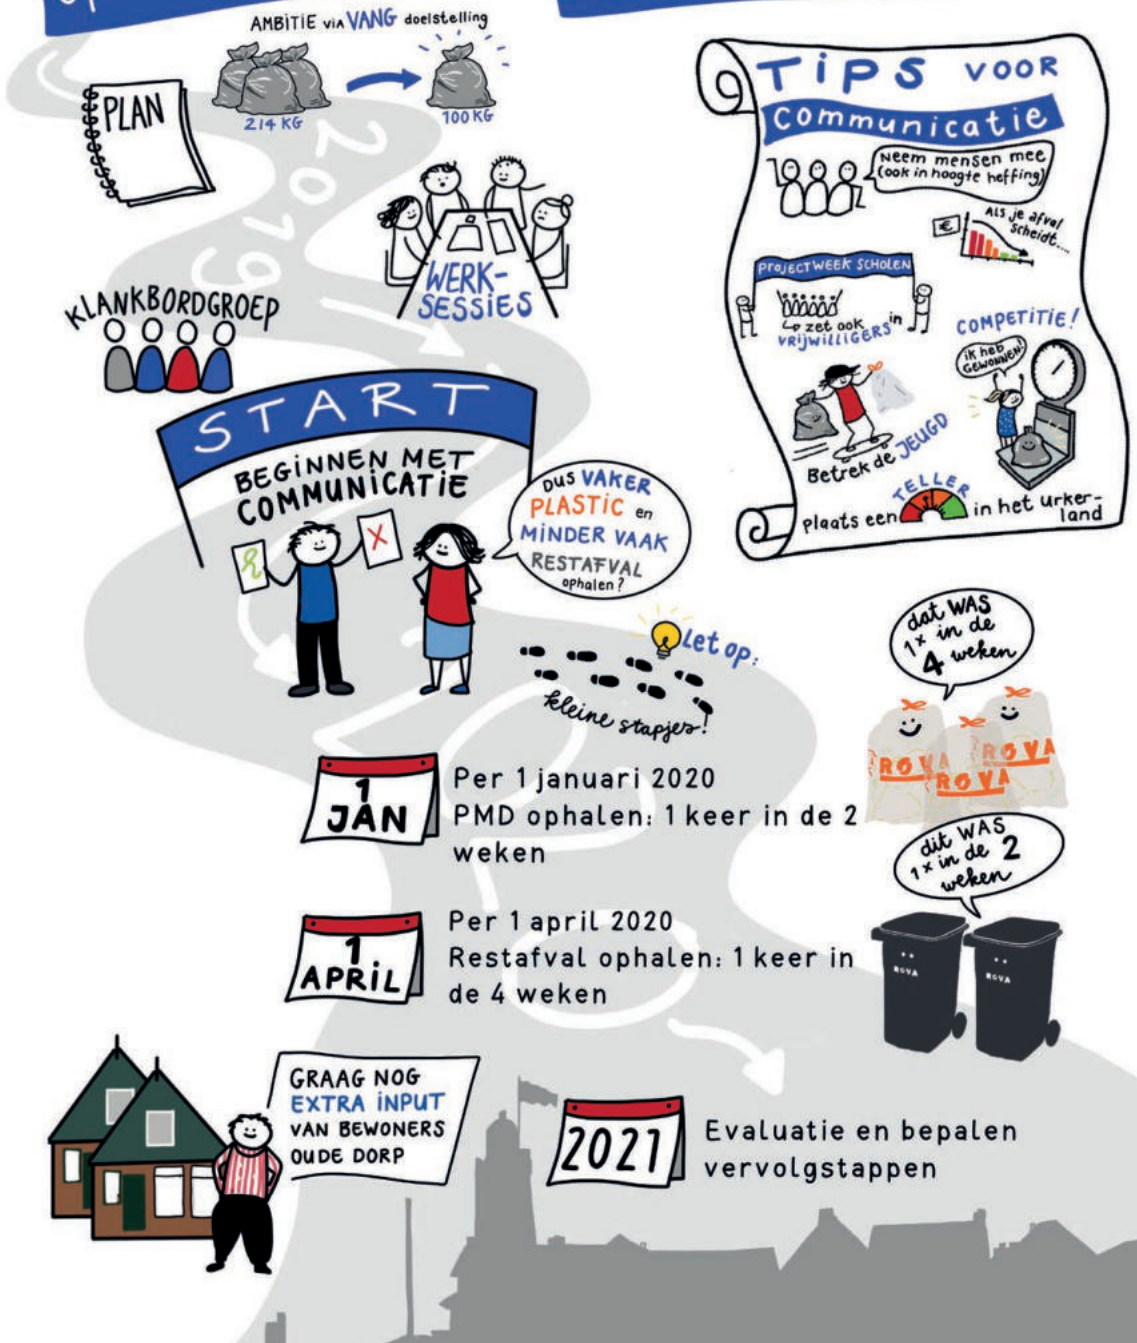 AMBITIE VIA VANG doelstelling
PLAN
214 KG
100 KG
2019
WERK-
SESSIES
KLANKBORDGROEP
START
BEGINNEN MET
COMMUNICATIE
DUS VAKER
PLASTIC en
MINDER VAAK
RESTAFVAL
ophalen?
Let op:
kleine stapjes!
TIPS VOOR
communicatie
Neem mensen mee
(ook in hoogte heffing)
€
Als je afval
scheidt....
PROJECTWEEK SCHOLEN
zet ook
VRIJWILLIGERS in
COMPETITIE!
ik heb
GEWONNEN!
Betrek de JEUGD
plaats een TELLER in het urker-
land
dat WAS
1x in de
4 weken
ROVA
ROVA
ROVA
1
JAN
Per 1 januari 2020
PMD ophalen: 1 keer in de 2
weken
dit WAS
1x in de 2
weken
1
APRIL
Per 1 april 2020
Restafval ophalen: 1 keer in
de 4 weken
ROVA
ROVA
GRAAG NOG
EXTRA INPUT
VAN BEWONERS
OUDE DORP
2021
Evaluatie en bepalen
vervolgstappen